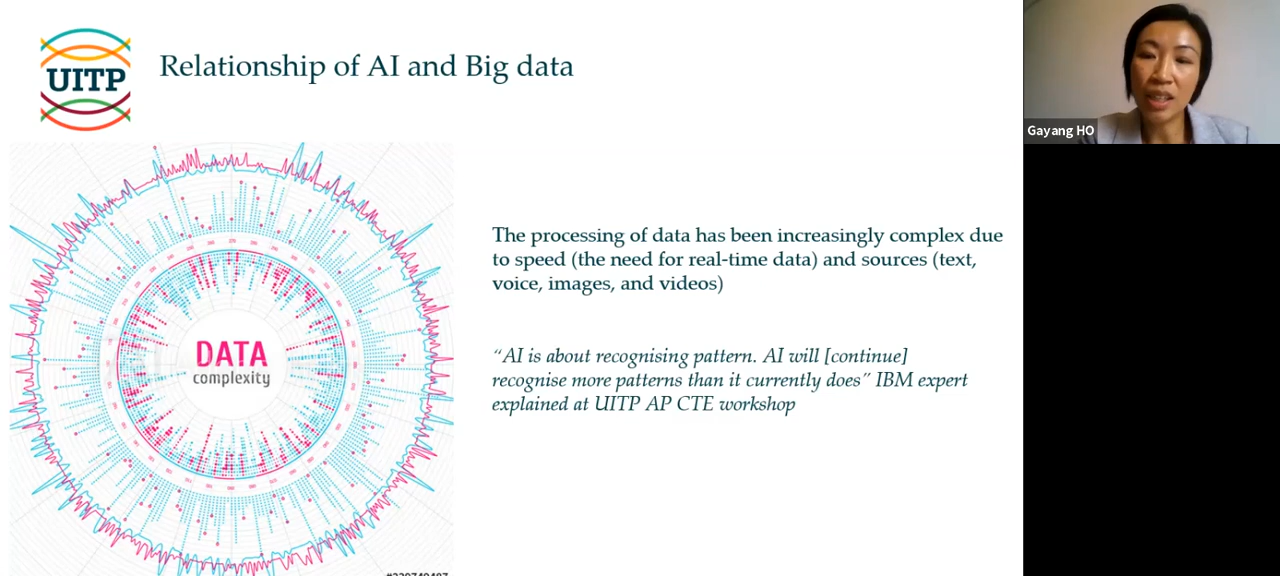 UITP
Relationship of AI and Big data
Gayang HO
DATA
complexity
The processing of data has been increasingly complex due
to speed (the need for real-time data) and sources (text,
voice, images, and videos)
“AI is about recognising pattern. AI will [continue]
recognise more patterns than it currently does” IBM expert
explained at UITP AP CTE workshop